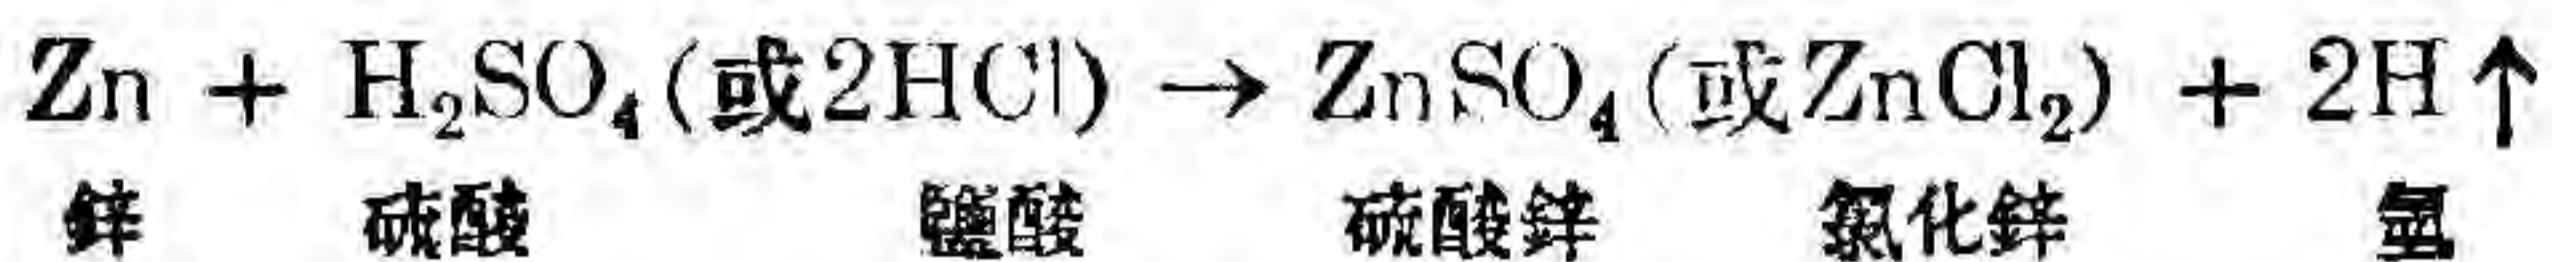 Zn + H₂SO₄(或2HCl) → ZnSO₄(或ZnCl₂) + 2H↑
鋅 硫酸 鹽酸 硫酸鋅 氯化鋅 氫